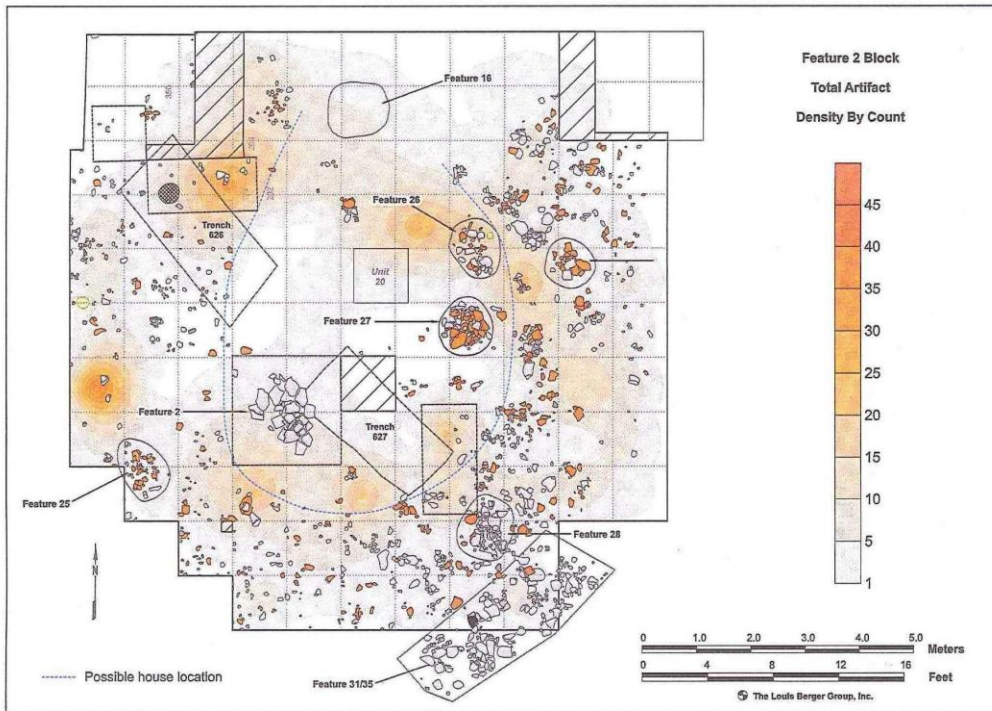 Feature 2 Block
Total Artifact
Density By Count
45
40
35
30
25
20
15
10
5
1
Feature 16
Feature 26
Trench
626
Unit
20
Feature 27
Feature 2
Trench
627
Feature 25
Feature 28
N
Feature 31/35
Possible house location
0 1.0 2.0 3.0 4.0 5.0
Meters
0 4 8 12 16
Feet
The Louis Berger Group, Inc.